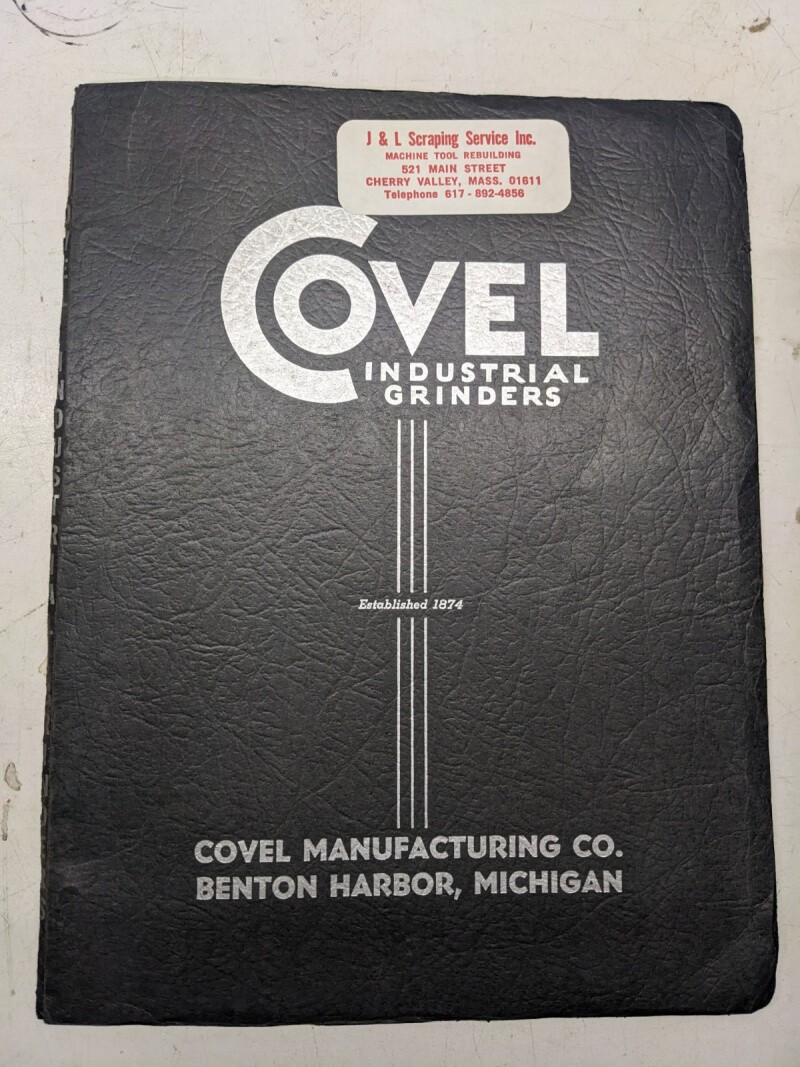 J & L Scraping Service Inc.
MACHINE TOOL REBUILDING
521 MAIN STREET
CHERRY VALLEY, MASS. 01611
Telephone 617 - 892-4856
COVEL
INDUSTRIAL
GRINDERS
Established 1874
COVEL MANUFACTURING CO.
BENTON HARBOR, MICHIGAN